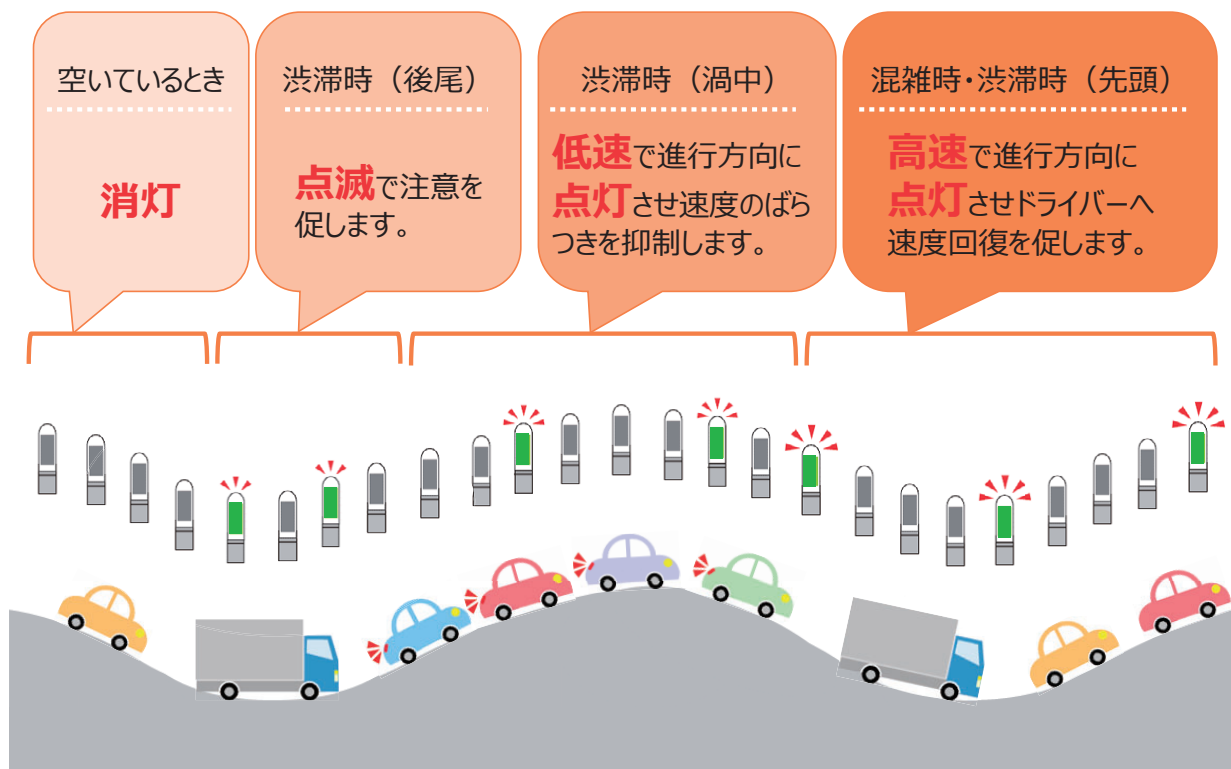 空いているとき
消灯
渋滞時（後尾）
点滅で注意を
促します。
渋滞時（渦中）
低速で進行方向に
点灯させ速度のばら
つきを抑制します。
混雑時・渋滞時（先頭）
高速で進行方向に
点灯させドライバーへ
速度回復を促します。